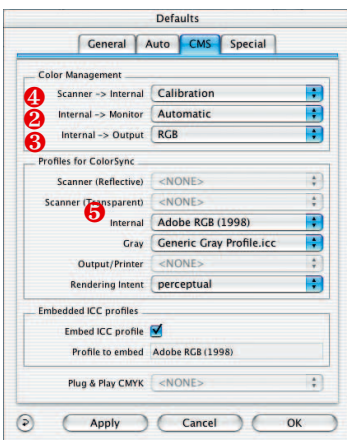 Defaults
General Auto CMS Special
Color Management
4 Scanner -> Internal Calibration
2 Internal -> Monitor Automatic
3 Internal -> Output RGB
Profiles for ColorSync
Scanner (Reflective) <NONE>
Scanner (Transparent) <NONE>
5 Internal Adobe RGB (1998)
Gray Generic Gray Profile.icc
Output/Printer <NONE>
Rendering Intent perceptual
Embedded ICC profiles
Embed ICC profile
Profile to embed Adobe RGB (1998)
Plug & Play CMYK <NONE>
Apply Cancel OK